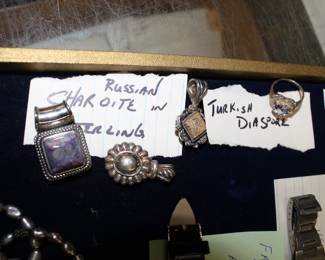 RUSSIAN
CHAROITE IN
STERLING
TURKISH
DIASPORE